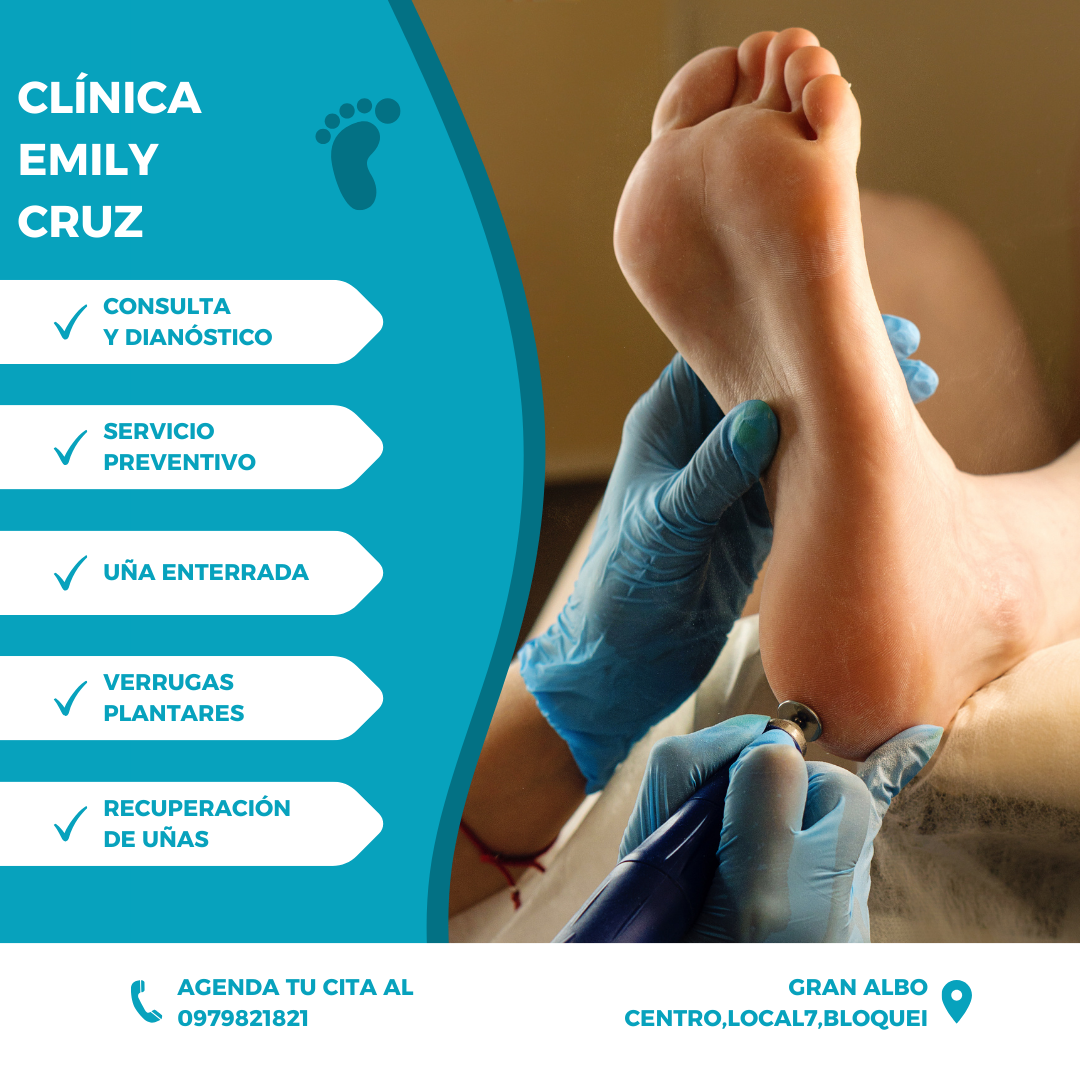 CLÍNICA
EMILY
CRUZ
CONSULTA
Y DIANÓSTICO
SERVICIO
PREVENTIVO
UÑA ENTERRADA
VERRUGAS
PLANTARES
RECUPERACIÓN
DE UÑAS
AGENDA TU CITA AL
0979821821
GRAN ALBO
CENTRO,LOCAL7,BLOQUEI